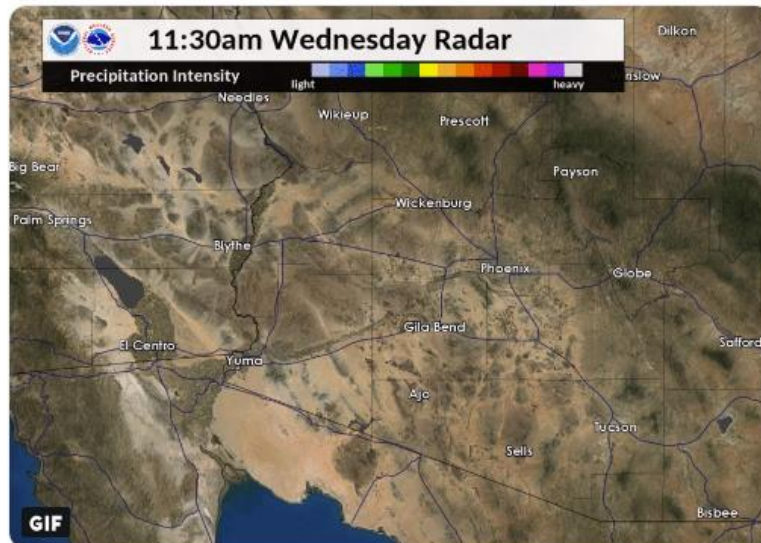 11:30am Wednesday Radar
Precipitation Intensity
light
heavy
Dilkon
Winslow
Needles
Wikieup
Prescott
Big Bear
Payson
Palm Springs
Wickenburg
Blythe
Phoenix
Globe
Gila Bend
El Centro
Yuma
Safford
Ajo
Tucson
Sells
Bisbee
GIF